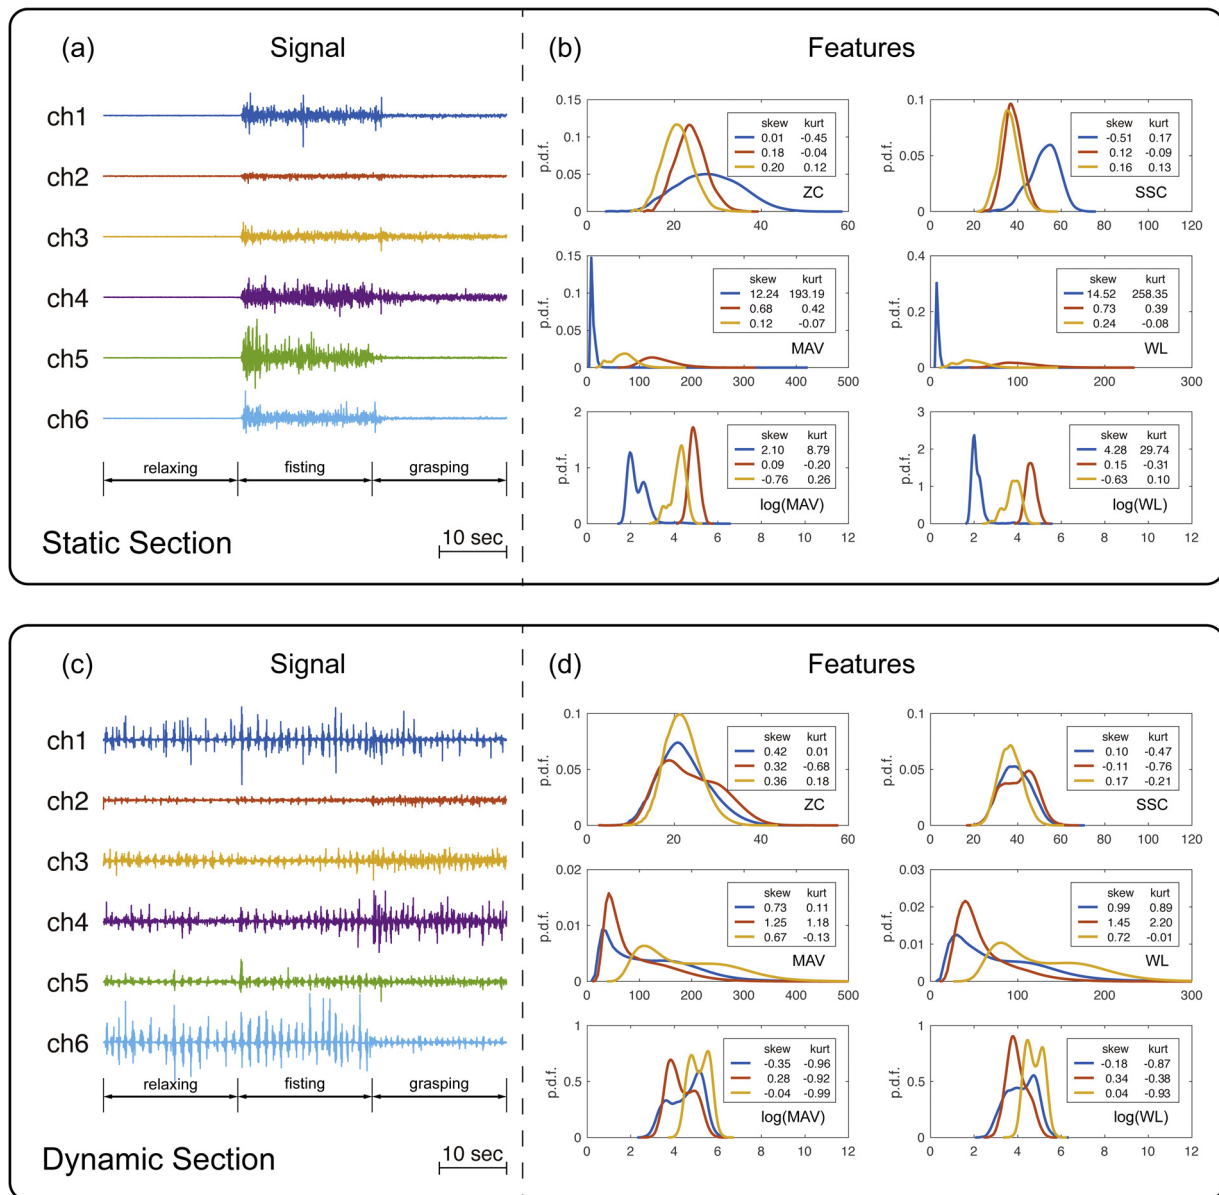 (a) Signal
ch1
ch2
ch3
ch4
ch5
ch6
relaxing fisting grasping
Static Section
10 sec
(b) Features
0.15
0.1
0.05
0
p.d.f.
skew kurt
0.01 -0.45
0.18 -0.04
0.20 0.12
ZC
0 20 40 60
0.1
0.05
0
p.d.f.
skew kurt
-0.51 0.17
0.12 -0.09
0.16 0.13
SSC
0 20 40 60 80 100 120
0.15
0.1
0.05
0
p.d.f.
skew kurt
12.24 193.19
0.68 0.42
0.12 -0.07
MAV
0 100 200 300 400 500
0.4
0.2
0
p.d.f.
skew kurt
14.52 258.35
0.73 0.39
0.24 -0.08
WL
0 100 200 300
2
1
0
p.d.f.
skew kurt
2.10 8.79
0.09 -0.20
-0.76 0.26
log(MAV)
0 2 4 6 8 10 12
3
2
1
0
p.d.f.
skew kurt
4.28 29.74
0.15 -0.31
-0.63 0.10
log(WL)
0 2 4 6 8 10 12
(c) Signal
ch1
ch2
ch3
ch4
ch5
ch6
relaxing fisting grasping
Dynamic Section
10 sec
(d) Features
0.1
0.05
0
p.d.f.
skew kurt
0.42 0.01
0.32 -0.68
0.36 0.18
ZC
0 20 40 60
0.1
0.05
0
p.d.f.
skew kurt
0.10 -0.47
-0.11 -0.76
0.17 -0.21
SSC
0 20 40 60 80 100 120
0.02
0.01
0
p.d.f.
skew kurt
0.73 0.11
1.25 1.18
0.67 -0.13
MAV
0 100 200 300 400 500
0.03
0.02
0.01
0
p.d.f.
skew kurt
0.99 0.89
1.45 2.20
0.72 -0.01
WL
0 100 200 300
1
0.5
0
p.d.f.
skew kurt
-0.35 -0.96
0.28 -0.92
-0.04 -0.99
log(MAV)
0 2 4 6 8 10 12
1
0.5
0
p.d.f.
skew kurt
-0.18 -0.87
0.34 -0.38
0.04 -0.93
log(WL)
0 2 4 6 8 10 12